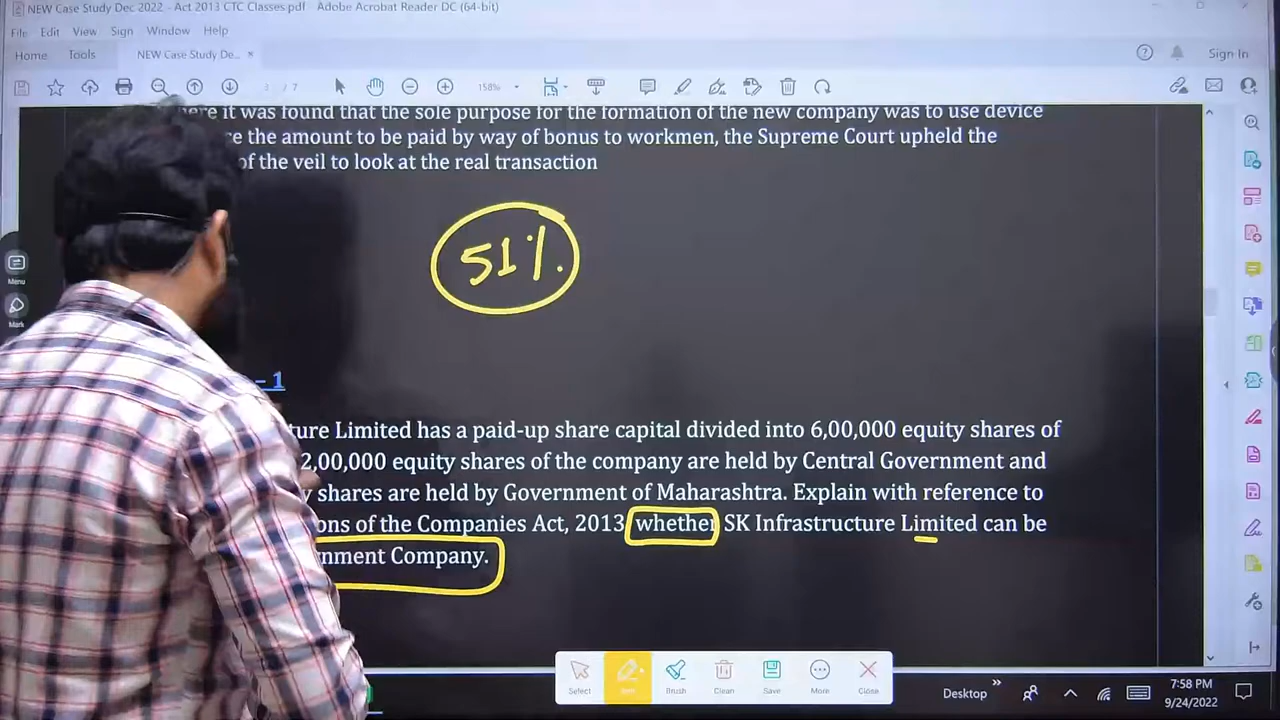 NEW Case Study Dec 2022 - Act 2013 CTC Classes.pdf - Adobe Acrobat Reader DC (64-bit)
File Edit View Sign Window Help
Home Tools NEW Case Study De... × Sign In
3 / 7 158%
it was found that the sole purpose for the formation of the new company was to use device
the amount to be paid by way of bonus to workmen, the Supreme Court upheld the
of the veil to look at the real transaction
51%.
Menu
Mark
– 1
Limited has a paid-up share capital divided into 6,00,000 equity shares of
2,00,000 equity shares of the company are held by Central Government and
shares are held by Government of Maharashtra. Explain with reference to
of the Companies Act, 2013 whether SK Infrastructure Limited can be
Company.
Select Pen Brush Clean Save More Close
Desktop
7:58 PM
9/24/2022